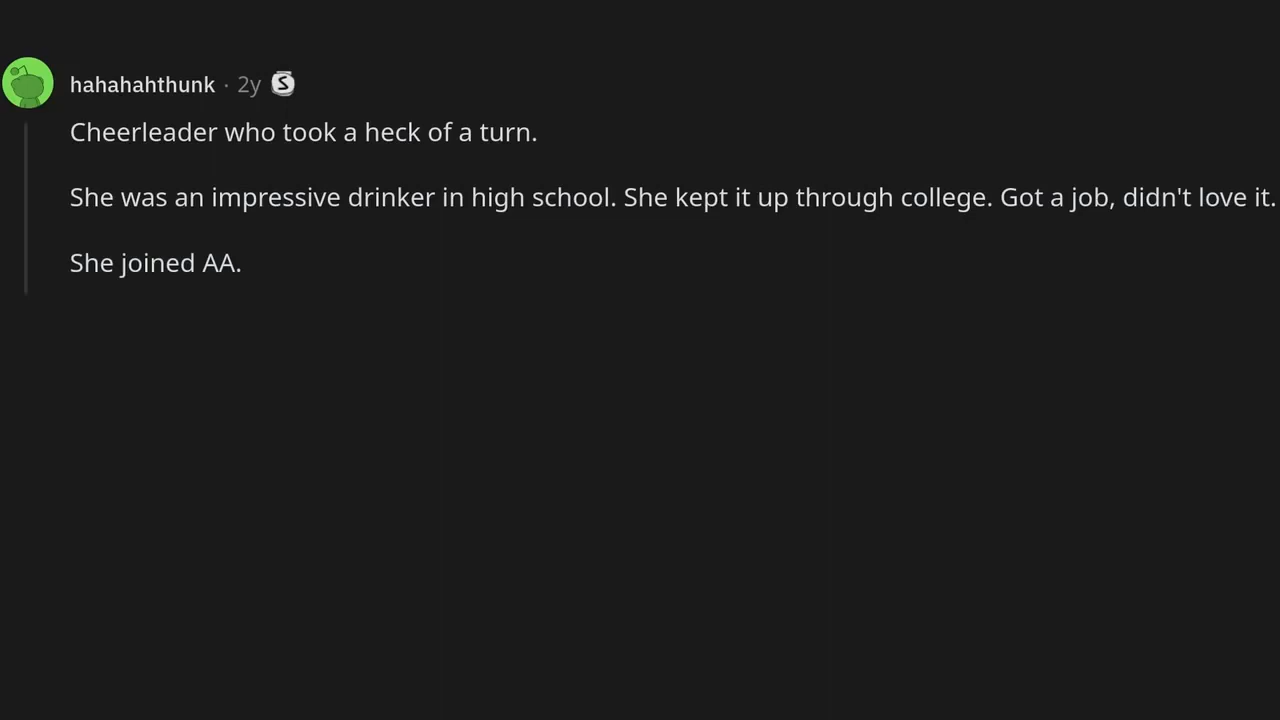 hahahahthunk · 2y
Cheerleader who took a heck of a turn.
She was an impressive drinker in high school. She kept it up through college. Got a job, didn't love it.
She joined AA.